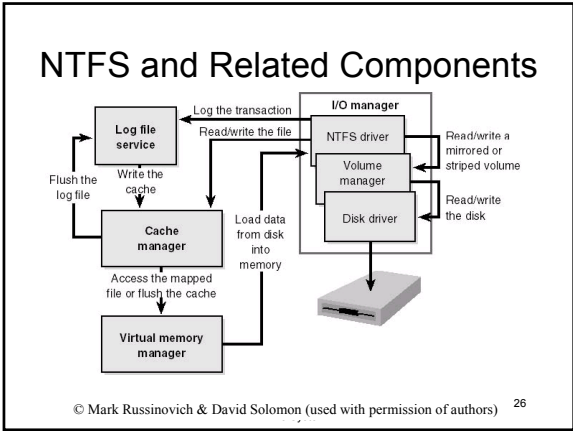 NTFS and Related Components
I/O manager
Log the transaction
Log file
service
Read/write the file
NTFS driver
Read/write a
mirrored or
striped volume
Flush the
log file
Write the
cache
Volume
manager
Cache
manager
Load data
from disk
into
memory
Disk driver
Read/write
the disk
Access the mapped
file or flush the cache
Virtual memory
manager
© Mark Russinovich & David Solomon (used with permission of authors)
26